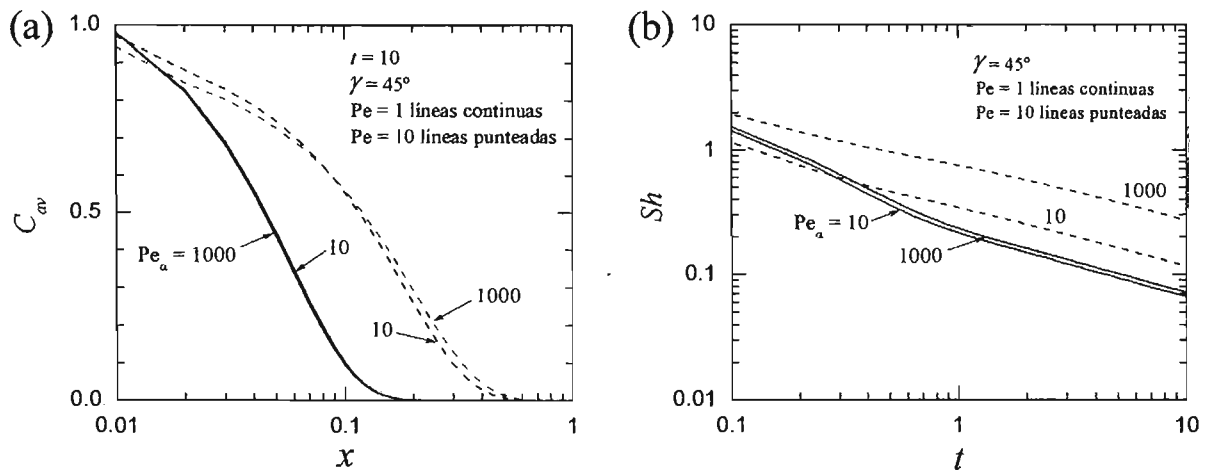 (a)
1.0
0.5
0.0
C_av
t = 10
γ = 45°
Pe = 1 líneas continuas
Pe = 10 líneas punteadas
Pe_a = 1000
10
1000
10
0.01
0.1
1
x
(b)
10
1
0.1
0.01
Sh
γ = 45°
Pe = 1 líneas continuas
Pe = 10 líneas punteadas
1000
10
Pe_a = 10
1000
0.1
1
10
t